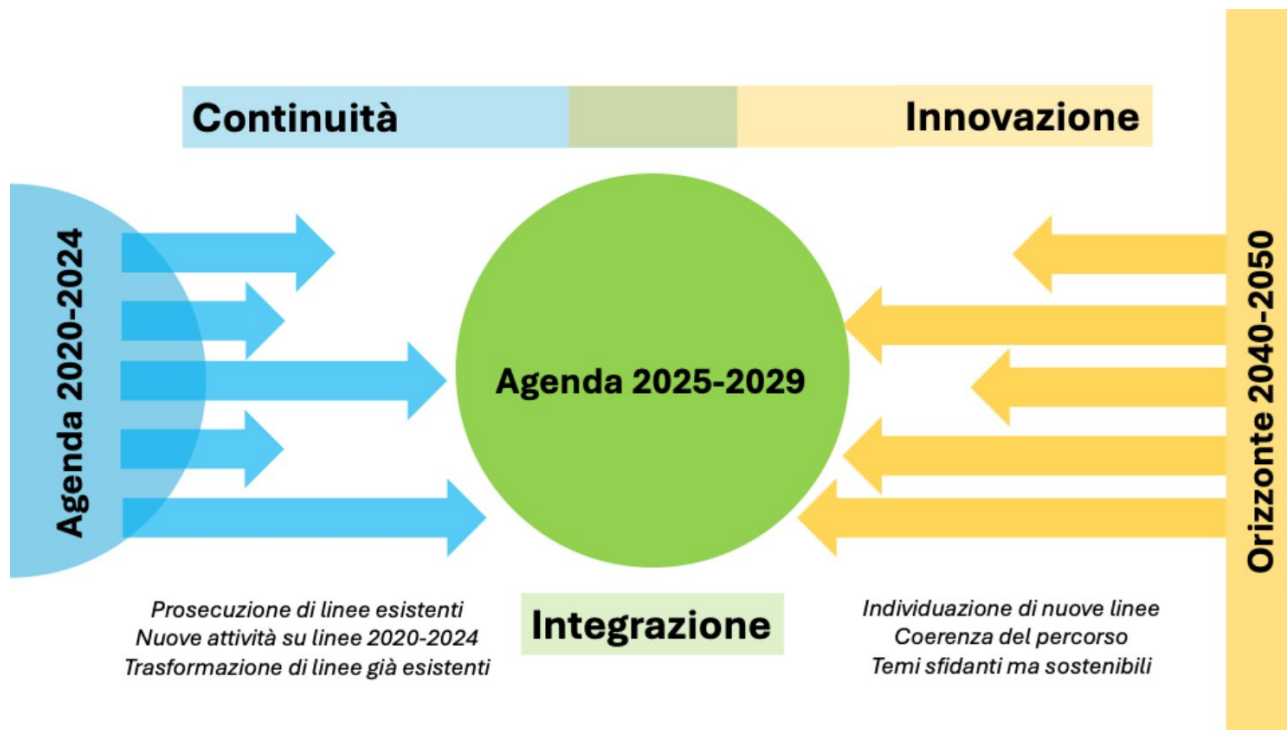 Continuità
Innovazione
Agenda 2020-2024
Agenda 2025-2029
Orizzonte 2040-2050
Prosecuzione di linee esistenti
Nuove attività su linee 2020-2024
Trasformazione di linee già esistenti
Integrazione
Individuazione di nuove linee
Coerenza del percorso
Temi sfidanti ma sostenibili